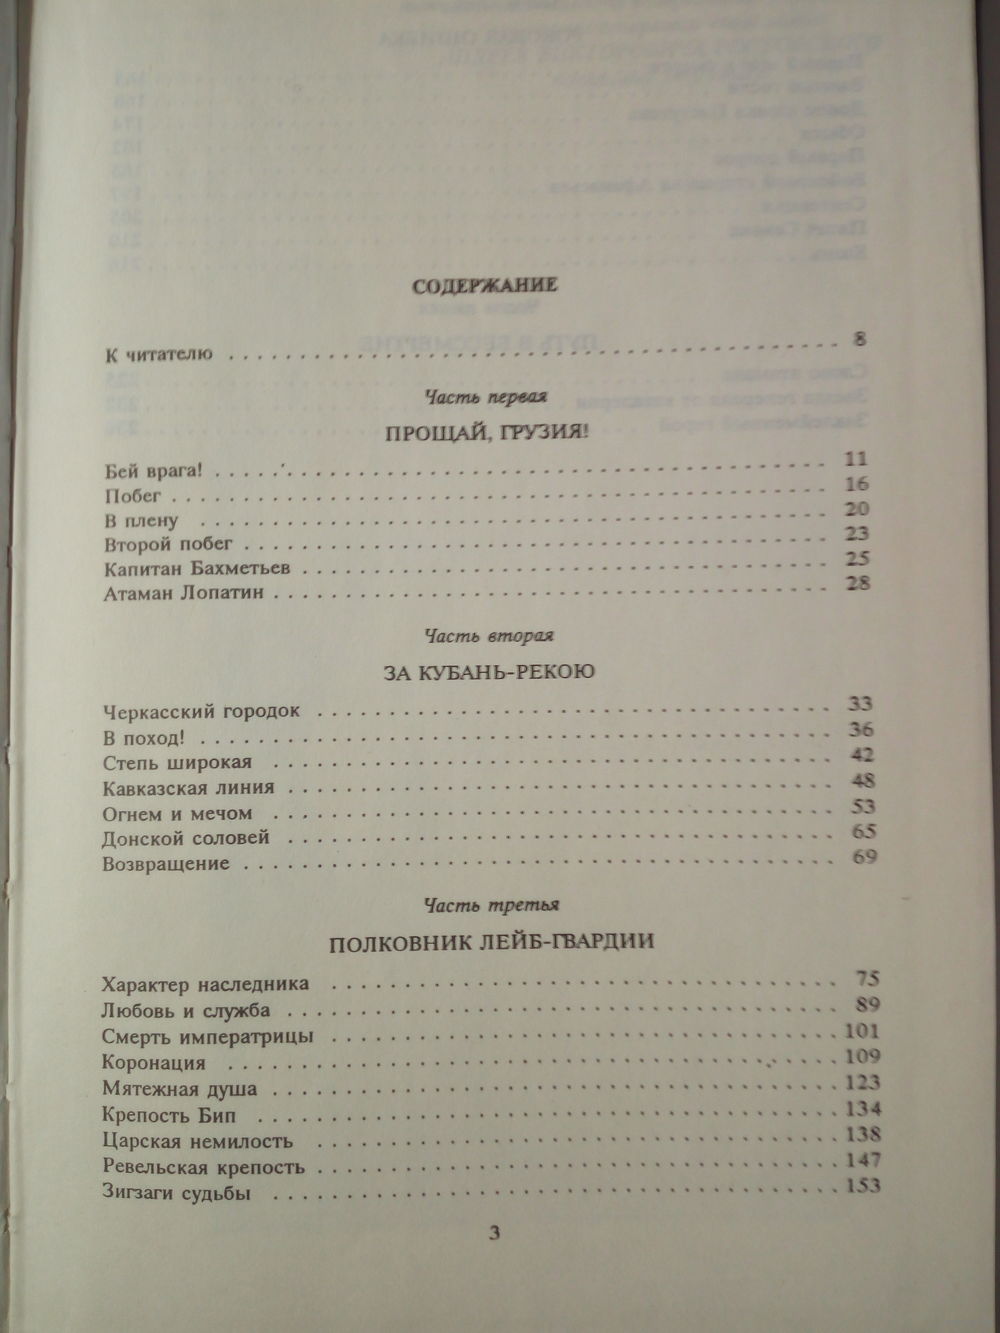 СОДЕРЖАНИЕ
К читателю . . . . . . . . . . . . . . . . . . . . . . . . . . . . . . . . . . . . . . . . . . 8
Часть первая
ПРОЩАЙ, ГРУЗИЯ!
Бей врага! . . . . . . . . . . . . . . . . . . . . . . . . . . . . . . . . . . . . . . . . . . 11
Побег . . . . . . . . . . . . . . . . . . . . . . . . . . . . . . . . . . . . . . . . . . 16
В плену . . . . . . . . . . . . . . . . . . . . . . . . . . . . . . . . . . . . . . . . . . 20
Второй побег . . . . . . . . . . . . . . . . . . . . . . . . . . . . . . . . . . . . . . . . 23
Капитан Бахметьев . . . . . . . . . . . . . . . . . . . . . . . . . . . . . . . . . . . . 25
Атаман Лопатин . . . . . . . . . . . . . . . . . . . . . . . . . . . . . . . . . . . . . . 28
Часть вторая
ЗА КУБАНЬ-РЕКОЮ
Черкасский городок . . . . . . . . . . . . . . . . . . . . . . . . . . . . . . . . . . . 33
В поход! . . . . . . . . . . . . . . . . . . . . . . . . . . . . . . . . . . . . . . . . . . 36
Степь широкая . . . . . . . . . . . . . . . . . . . . . . . . . . . . . . . . . . . . . . 42
Кавказская линия . . . . . . . . . . . . . . . . . . . . . . . . . . . . . . . . . . . . . 48
Огнем и мечом . . . . . . . . . . . . . . . . . . . . . . . . . . . . . . . . . . . . . . 53
Донской соловей . . . . . . . . . . . . . . . . . . . . . . . . . . . . . . . . . . . . . 65
Возвращение . . . . . . . . . . . . . . . . . . . . . . . . . . . . . . . . . . . . . . . . 69
Часть третья
ПОЛКОВНИК ЛЕЙБ-ГВАРДИИ
Характер наследника . . . . . . . . . . . . . . . . . . . . . . . . . . . . . . . . . . 75
Любовь и служба . . . . . . . . . . . . . . . . . . . . . . . . . . . . . . . . . . . . . 89
Смерть императрицы . . . . . . . . . . . . . . . . . . . . . . . . . . . . . . . . . . 101
Коронация . . . . . . . . . . . . . . . . . . . . . . . . . . . . . . . . . . . . . . . . 109
Мятежная душа . . . . . . . . . . . . . . . . . . . . . . . . . . . . . . . . . . . . . . 123
Крепость Бип . . . . . . . . . . . . . . . . . . . . . . . . . . . . . . . . . . . . . . . 134
Царская немилость . . . . . . . . . . . . . . . . . . . . . . . . . . . . . . . . . . . 138
Ревельская крепость . . . . . . . . . . . . . . . . . . . . . . . . . . . . . . . . . . . 147
Зигзаги судьбы . . . . . . . . . . . . . . . . . . . . . . . . . . . . . . . . . . . . . . 153
3